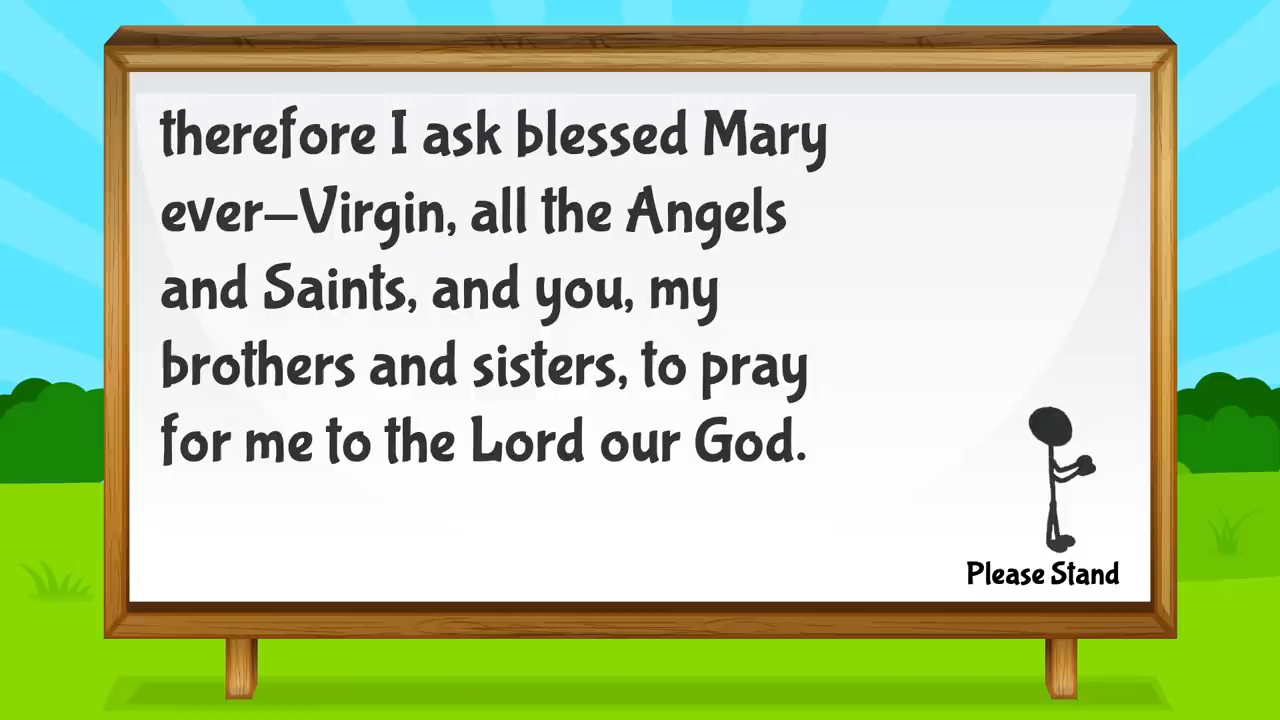 therefore I ask blessed Mary
ever–Virgin, all the Angels
and Saints, and you, my
brothers and sisters, to pray
for me to the Lord our God.
Please Stand